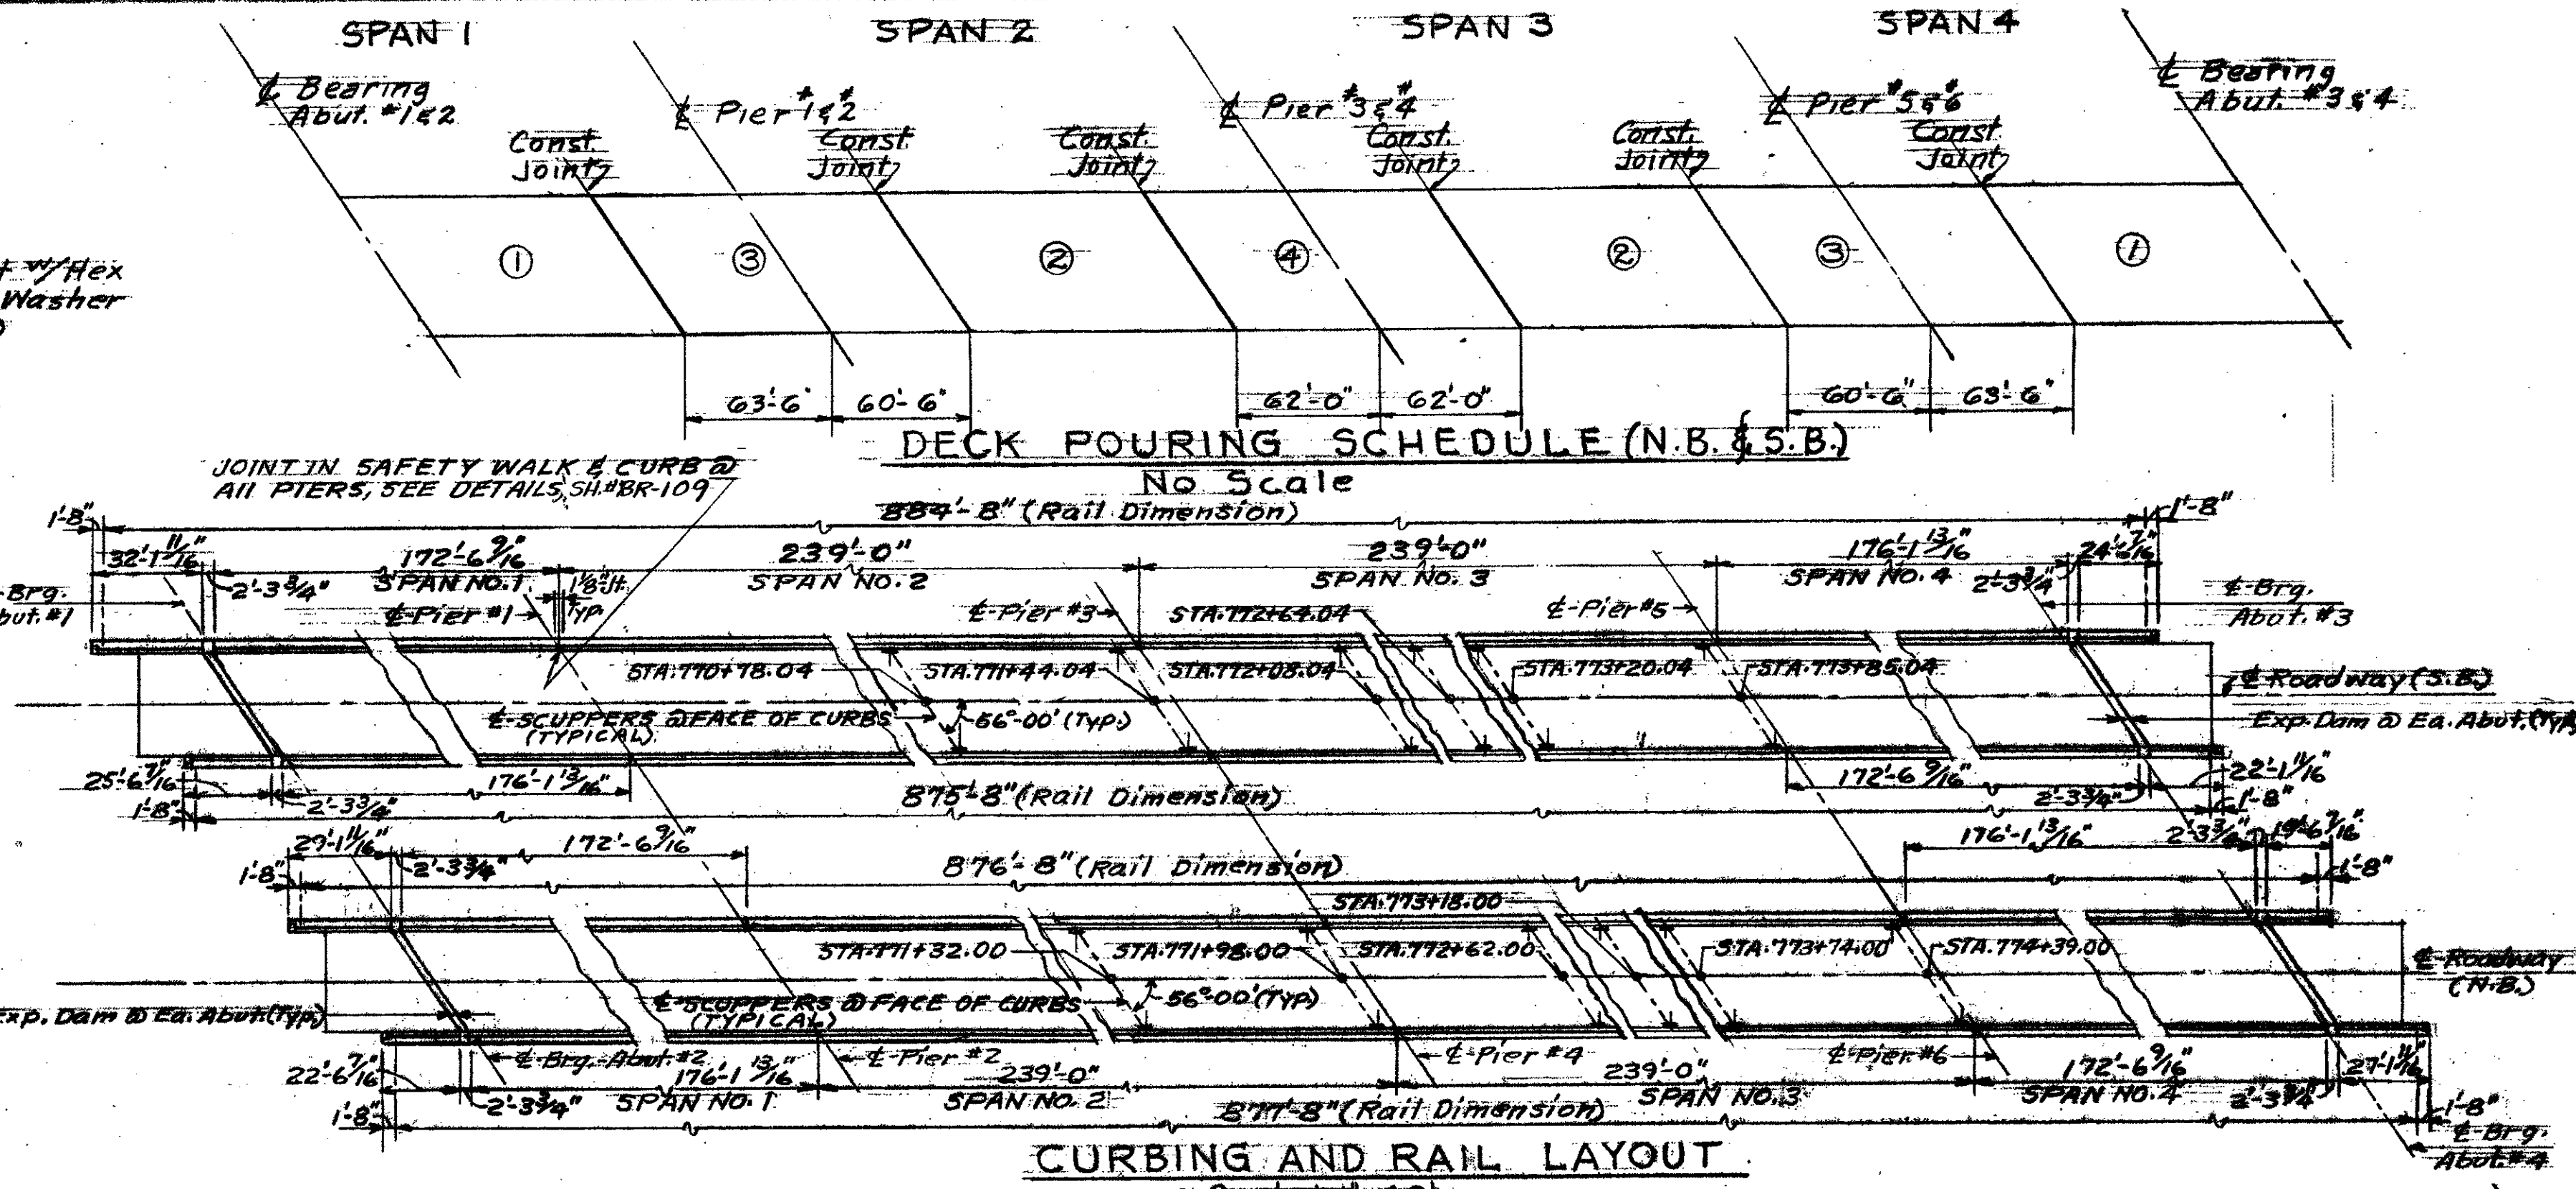 SPAN 1
SPAN 2
SPAN 3
SPAN 4
℄ Bearing
Abut. #1&2
℄ Pier #1&#2
℄ Pier #3&#4
℄ Pier #5&#6
℄ Bearing
Abut. #3&4
Const.
Joint
Const.
Joint
Const.
Joint
Const.
Joint
Const.
Joint
Const.
Joint
w/Hex
Washer
①
③
②
④
②
③
①
63'-6"
60'-6"
62'-0"
62'-0"
60'-6"
63'-6"
DECK POURING SCHEDULE (N.B. & S.B.)
No Scale
JOINT IN SAFETY WALK & CURB @
All PIERS, SEE DETAILS, SH.#BR-109
884'-8" (Rail Dimension)
1'-8"
1'-8"
32'-1 11/16"
172'-6 9/16"
239'-0"
239'-0"
176'-1 13/16"
2'-3 3/4"
SPAN NO. 1
1 1/8" Jt.
Typ.
SPAN NO. 2
SPAN NO. 3
SPAN NO. 4
2'-3 3/4"
24'-6 7/16"
Brg.
Abut. #1
℄-Pier #1
℄-Pier #3
STA. 772+64.04
℄-Pier #5
℄-Brg.
Abut. #3
STA. 770+78.04
STA. 771+44.04
STA. 772+08.04
STA. 773+20.04
STA. 773+85.04
℄-Roadway (S.B.)
℄-SCUPPERS @ FACE OF CURBS
(TYPICAL)
56°-00' (TYP.)
Exp. Dam @ Ea. Abut. (Typ.)
25'-6 7/16"
176'-1 13/16"
172'-6 9/16"
22'-1 11/16"
1'-8"
2'-3 3/4"
875'-8" (Rail Dimension)
2'-3 3/4"
1'-8"
29'-1 11/16"
172'-6 9/16"
176'-1 13/16"
2'-3 3/4"
19'-6 7/16"
1'-8"
2'-3 3/4"
876'-8" (Rail Dimension)
1'-8"
STA. 773+18.00
STA. 771+32.00
STA. 771+98.00
STA. 772+62.00
STA. 773+74.00
STA. 774+39.00
℄-Roadway
(N.B.)
℄-SCUPPERS @ FACE OF CURBS
(TYPICAL)
56°-00' (TYP.)
Exp. Dam @ Ea. Abut. (Typ.)
℄-Brg.-Abut #2
℄-Pier #2
℄-Pier #4
℄-Pier #6
22'-6 7/16"
176'-1 13/16"
239'-0"
239'-0"
172'-6 9/16"
27'-1 11/16"
2'-3 3/4"
SPAN NO. 1
SPAN NO. 2
SPAN NO. 3
SPAN NO. 4
2'-3 3/4"
1'-8"
877'-8" (Rail Dimension)
1'-8"
℄-Brg.
Abut. #4
CURBING AND RAIL LAYOUT